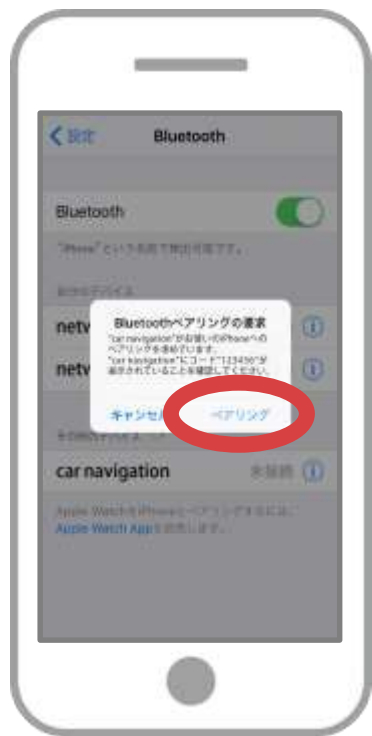 設定 Bluetooth
Bluetooth
"iPhone"という名前で検出可能です。
自分のデバイス
netw
Bluetoothペアリングの要求
"car navigation"がお使いのiPhoneへの
ペアリングを求めています。
"car navigation"にコード"123456"が
表示されていることを確認してください。
netw
キャンセル ペアリング
その他のデバイス
car navigation 未接続
Apple WatchをiPhoneとペアリングするには、
Apple Watch Appを使用します。